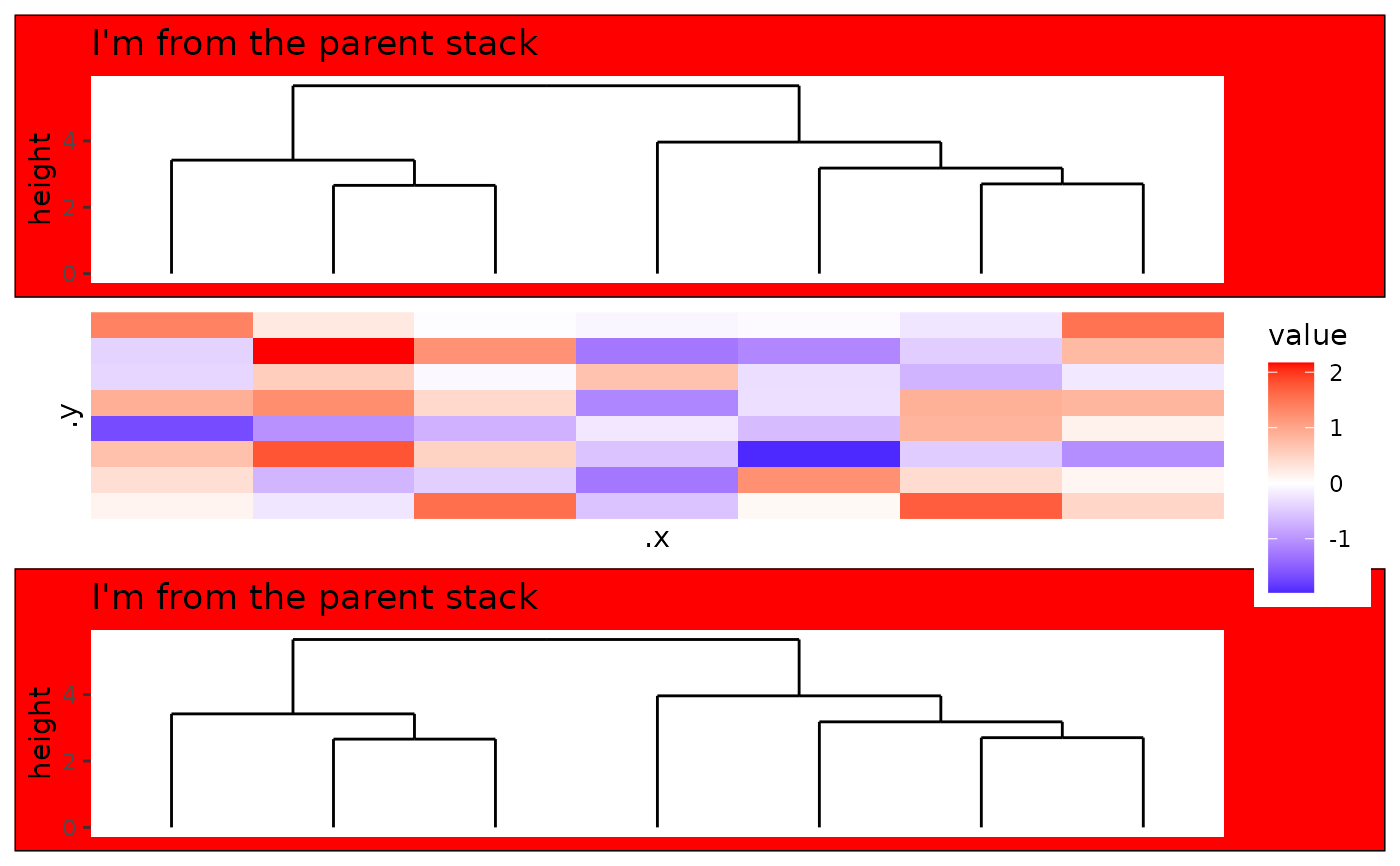 I'm from the parent stack
height
4
2
0
.y
.x
value
2
1
0
-1
I'm from the parent stack
height
4
2
0